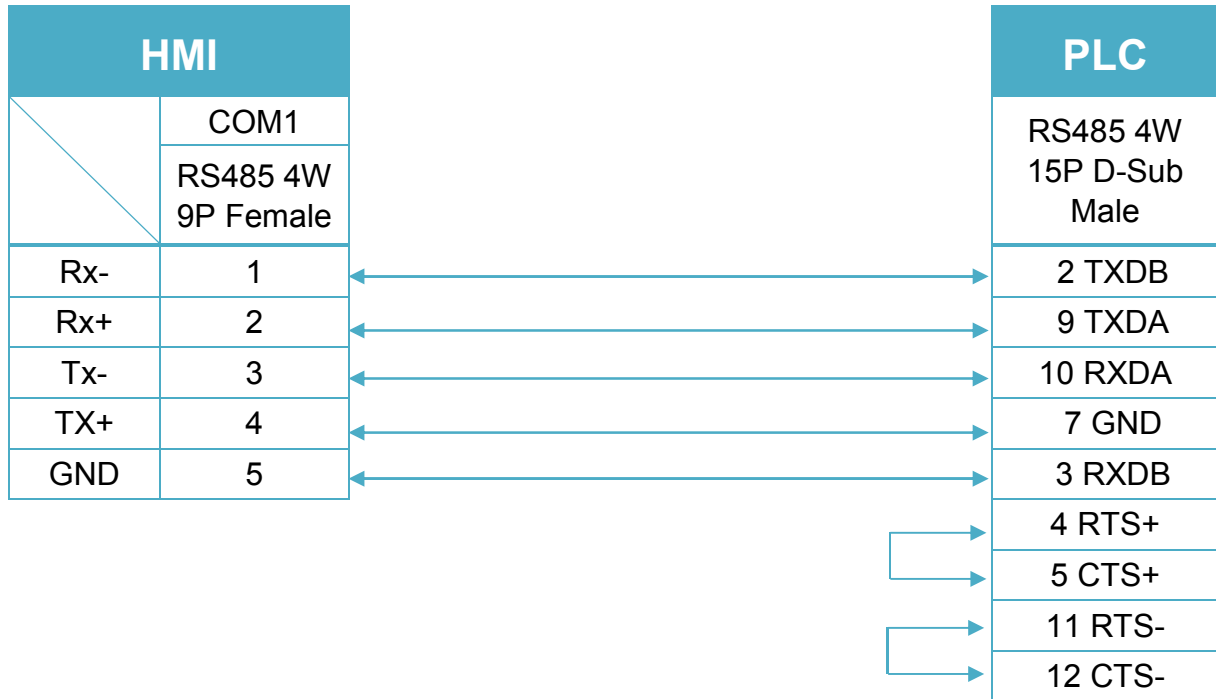 HMI
PLC
COM1
RS485 4W
9P Female
RS485 4W
15P D-Sub
Male
Rx- 1 2 TXDB
Rx+ 2 9 TXDA
Tx- 3 10 RXDA
TX+ 4 7 GND
GND 5 3 RXDB
4 RTS+
5 CTS+
11 RTS-
12 CTS-